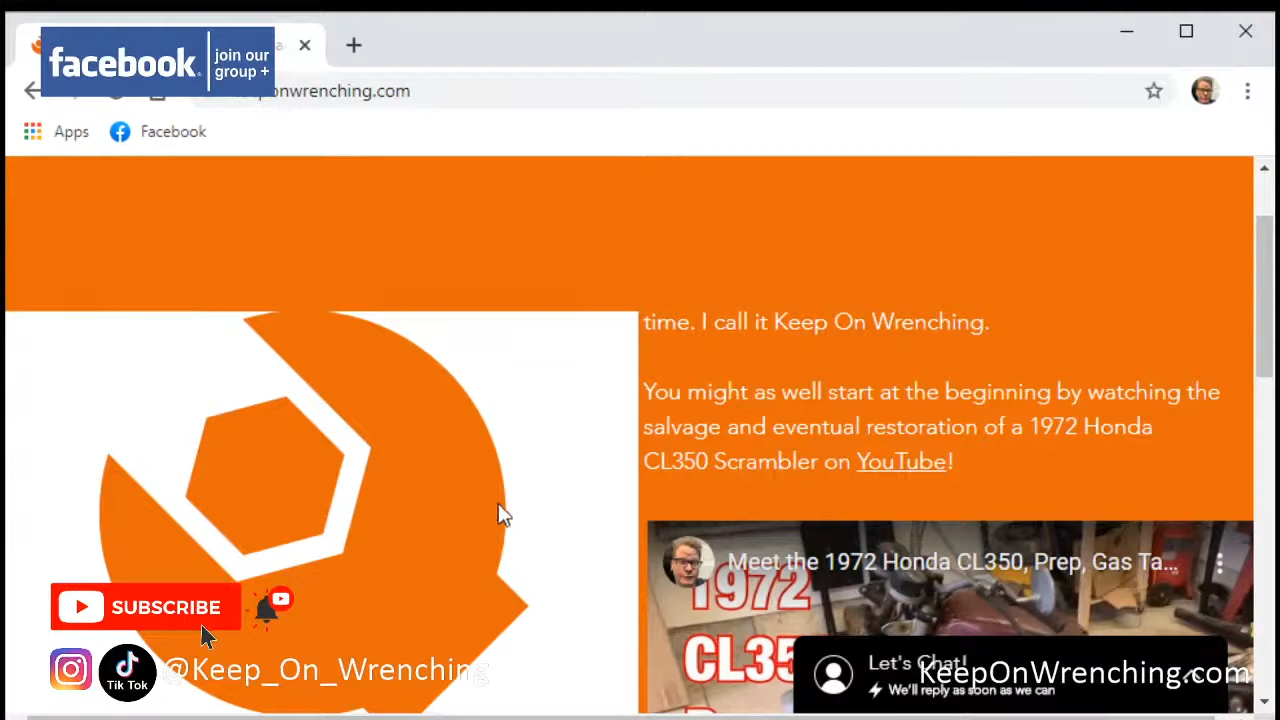 facebook
join our
group +
onwrenching.com
Apps
Facebook
time. I call it Keep On Wrenching.
You might as well start at the beginning by watching the
salvage and eventual restoration of a 1972 Honda
CL350 Scrambler on YouTube!
Meet the 1972 Honda CL350, Prep, Gas Ta...
1972
CL35
SUBSCRIBE
Let's Chat!
We'll reply as soon as we can
Tik Tok
@Keep_On_Wrenching
KeepOnWrenching.com